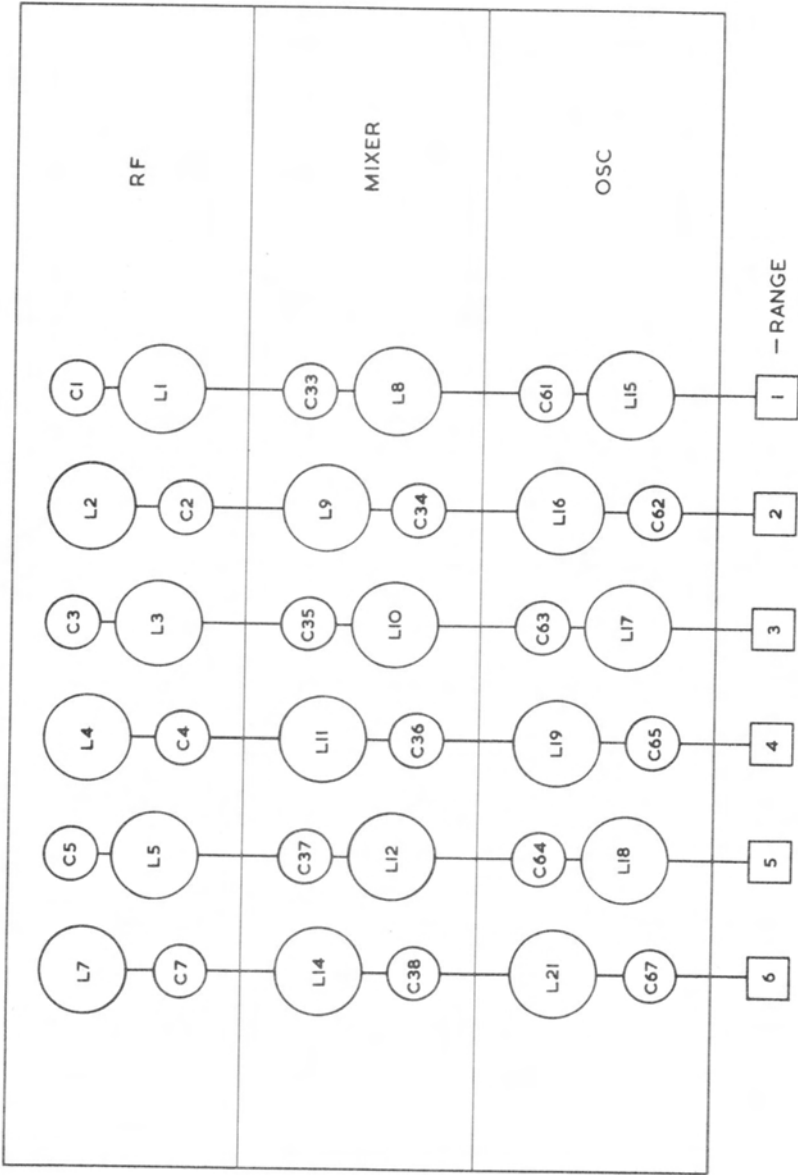 L7 C5 L4 C3 L2 C1
RF
C7 L5 C4 L3 C2 L1
L14 C37 L11 C35 L9 C33
MIXER
C38 L12 C36 L10 C34 L8
L21 C64 L19 C63 L16 C61
OSC
C67 L18 C65 L17 C62 L15
6 5 4 3 2 1 — RANGE